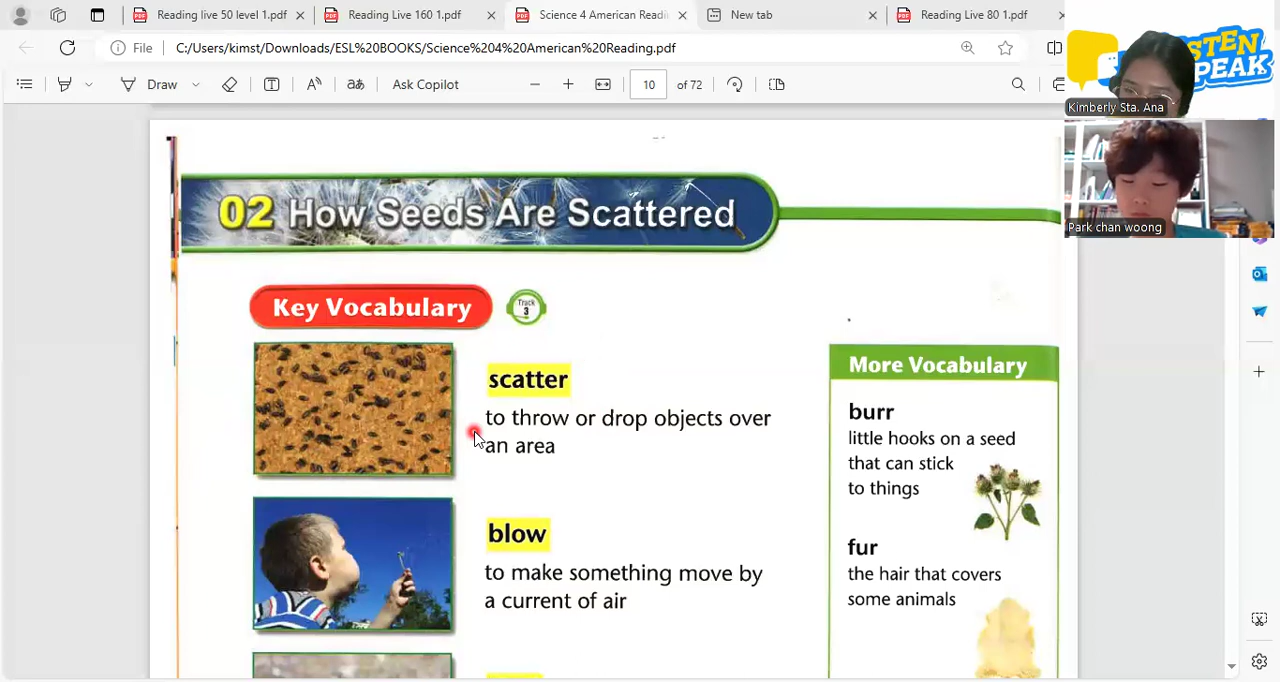 Reading live 50 level 1.pdf
Reading Live 160 1.pdf
Science 4 American Readi
New tab
Reading Live 80 1.pdf
File
C:/Users/kimst/Downloads/ESL%20BOOKS/Science%204%20American%20Reading.pdf
Draw
Ask Copilot
10
of 72
STEN
PEAK
Kimberly Sta. Ana
Park chan woong
02 How Seeds Are Scattered
Key Vocabulary
Track
3
scatter
to throw or drop objects over
an area
blow
to make something move by
a current of air
More Vocabulary
burr
little hooks on a seed
that can stick
to things
fur
the hair that covers
some animals